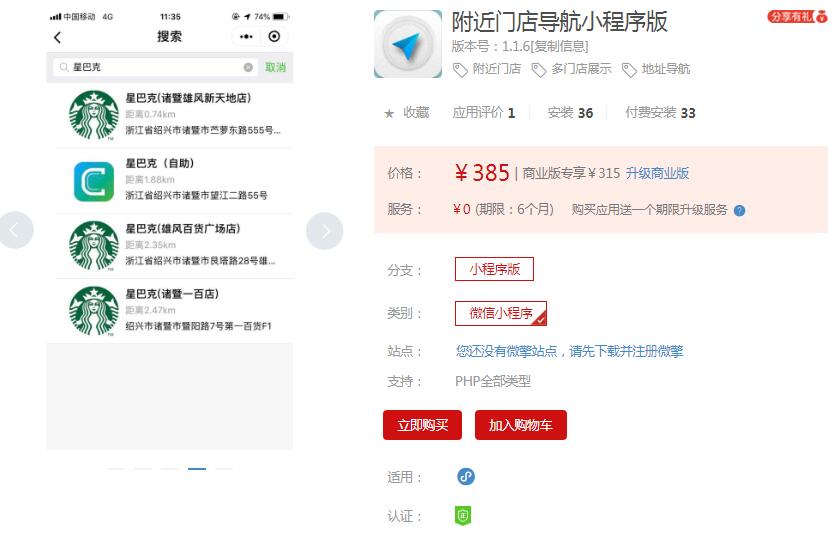 中国移动 4G
11:35
74%
搜索
星巴克
取消
星巴克(诸暨雄风新天地店)
距离0.74km
浙江省绍兴市诸暨市苎萝东路555号...
星巴克（自助）
距离1.88km
浙江省绍兴市诸暨市望江二路55号
星巴克(雄风百货广场店)
距离2.35km
浙江省绍兴市诸暨市艮塔路28号雄...
星巴克(诸暨一百店)
距离2.47km
绍兴市诸暨市暨阳路7号第一百货F1
附近门店导航小程序版
分享有礼
版本号：1.1.6[复制信息]
附近门店 多门店展示 地址导航
★ 收藏 应用评价 1 安装 36 付费安装 33
价格： ￥385 | 商业版专享￥315 升级商业版
服务： ￥0 (期限：6个月) 购买应用送一个期限升级服务 ?
分支： 小程序版
类别： 微信小程序
站点： 您还没有微擎站点，请先下载并注册微擎
支持： PHP全部类型
立即购买 加入购物车
适用：
认证： 正